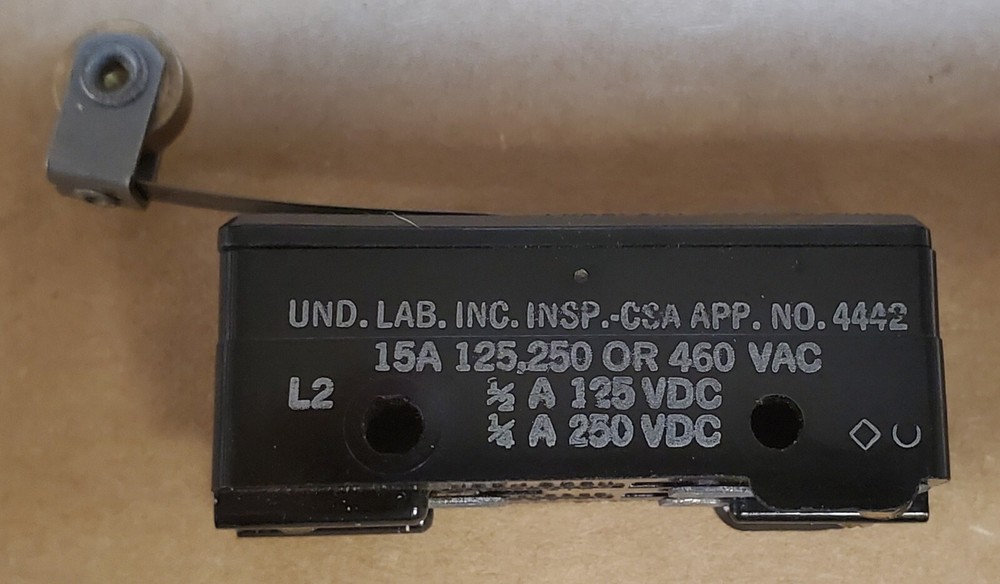 UND. LAB. INC. INSP.-CSA APP. NO. 4442
15A 125,250 OR 460 VAC
L2 ½ A 125 VDC
¼ A 250 VDC